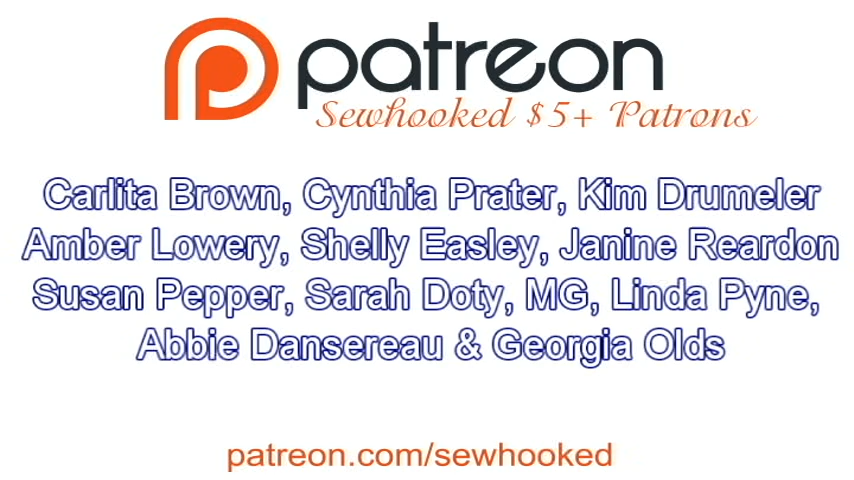 patreon
Sewhooked $5+ Patrons
Carlita Brown, Cynthia Prater, Kim Drumeler
Amber Lowery, Shelly Easley, Janine Reardon
Susan Pepper, Sarah Doty, MG, Linda Pyne,
Abbie Dansereau & Georgia Olds
patreon.com/sewhooked